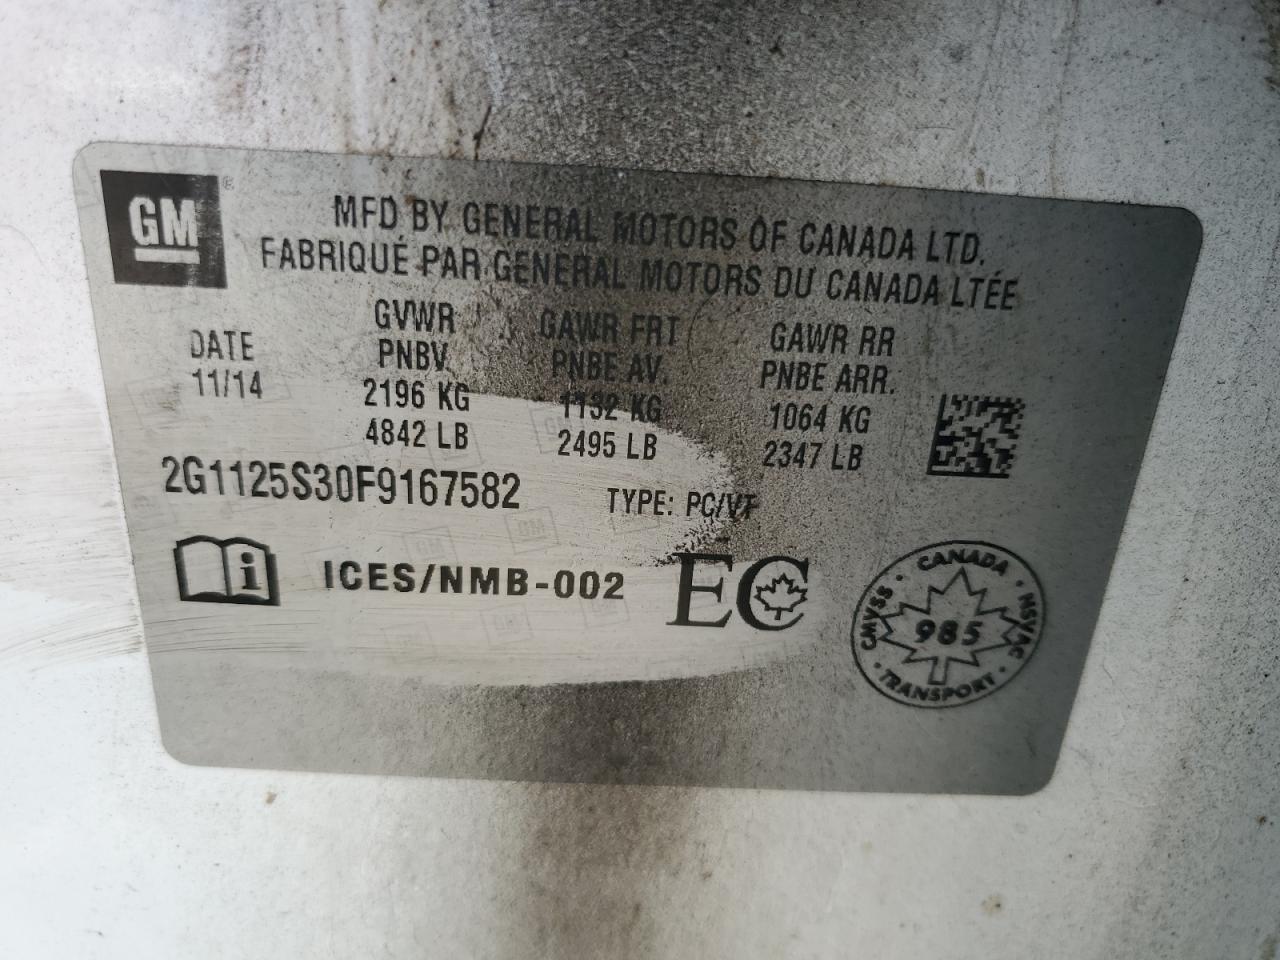 GM
MFD BY GENERAL MOTORS OF CANADA LTD.
FABRIQUÉ PAR GENERAL MOTORS DU CANADA LTÉE
DATE
11/14
GVWR
PNBV
2196 KG
4842 LB
GAWR FRT
PNBE AV.
1132 KG
2495 LB
GAWR RR
PNBE ARR.
1064 KG
2347 LB
2G1125S30F9167582
TYPE: PC/VT
i
ICES/NMB-002
EC
CANADA
CMVSS · NSVAC
985
TRANSPORT